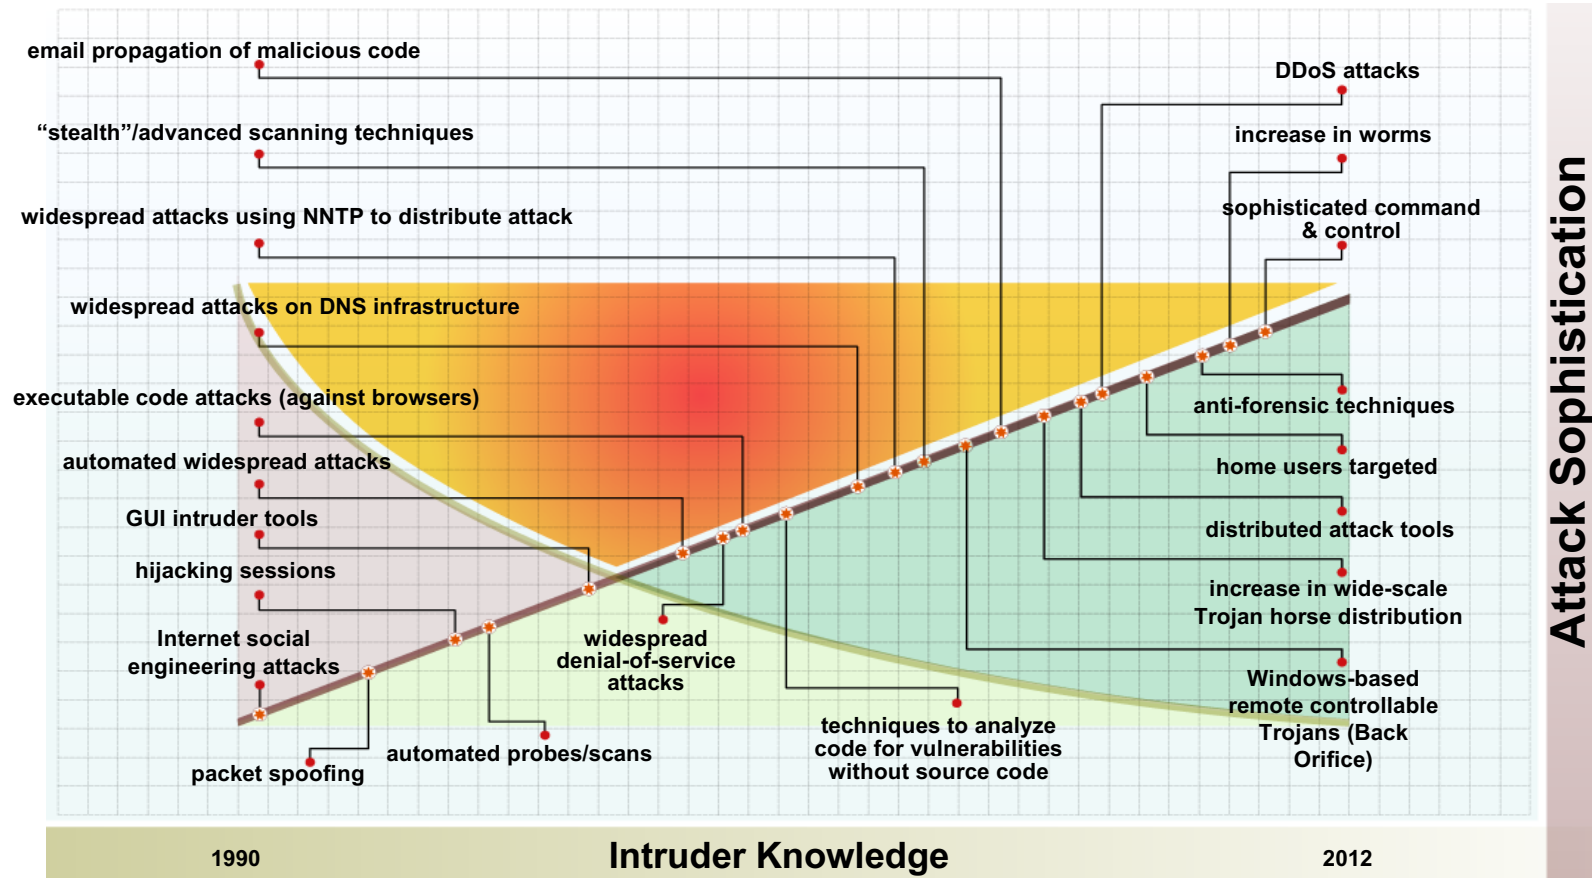 email propagation of malicious code
DDoS attacks
“stealth”/advanced scanning techniques
increase in worms
widespread attacks using NNTP to distribute attack
sophisticated command
& control
widespread attacks on DNS infrastructure
executable code attacks (against browsers)
anti-forensic techniques
automated widespread attacks
home users targeted
GUI intruder tools
distributed attack tools
hijacking sessions
increase in wide-scale
Trojan horse distribution
Internet social
engineering attacks
widespread
denial-of-service
attacks
Windows-based
remote controllable
Trojans (Back
Orifice)
techniques to analyze
code for vulnerabilities
without source code
automated probes/scans
packet spoofing
Attack Sophistication
1990
Intruder Knowledge
2012